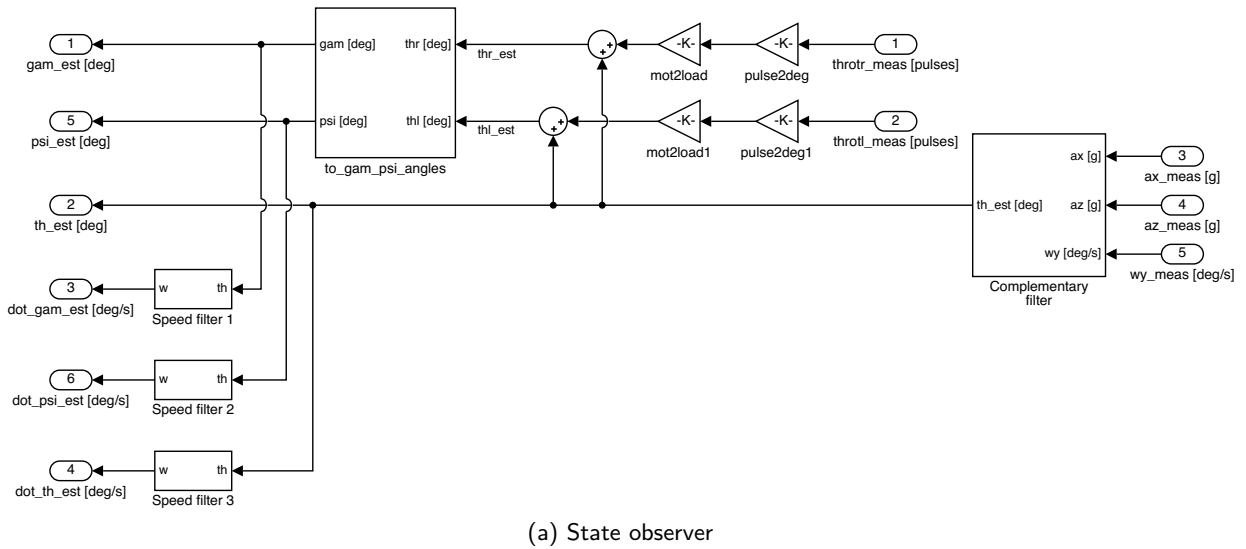 1
gam_est [deg]
gam [deg]
thr [deg]
thr_est
+
+
-K-
mot2load
-K-
pulse2deg
1
throtr_meas [pulses]
5
psi_est [deg]
psi [deg]
thl [deg]
thl_est
+
+
-K-
mot2load1
-K-
pulse2deg1
2
throtl_meas [pulses]
to_gam_psi_angles
2
th_est [deg]
th_est [deg]
ax [g]
az [g]
wy [deg/s]
Complementary
filter
3
ax_meas [g]
4
az_meas [g]
5
wy_meas [deg/s]
3
dot_gam_est [deg/s]
w
th
Speed filter 1
6
dot_psi_est [deg/s]
w
th
Speed filter 2
4
dot_th_est [deg/s]
w
th
Speed filter 3
(a) State observer